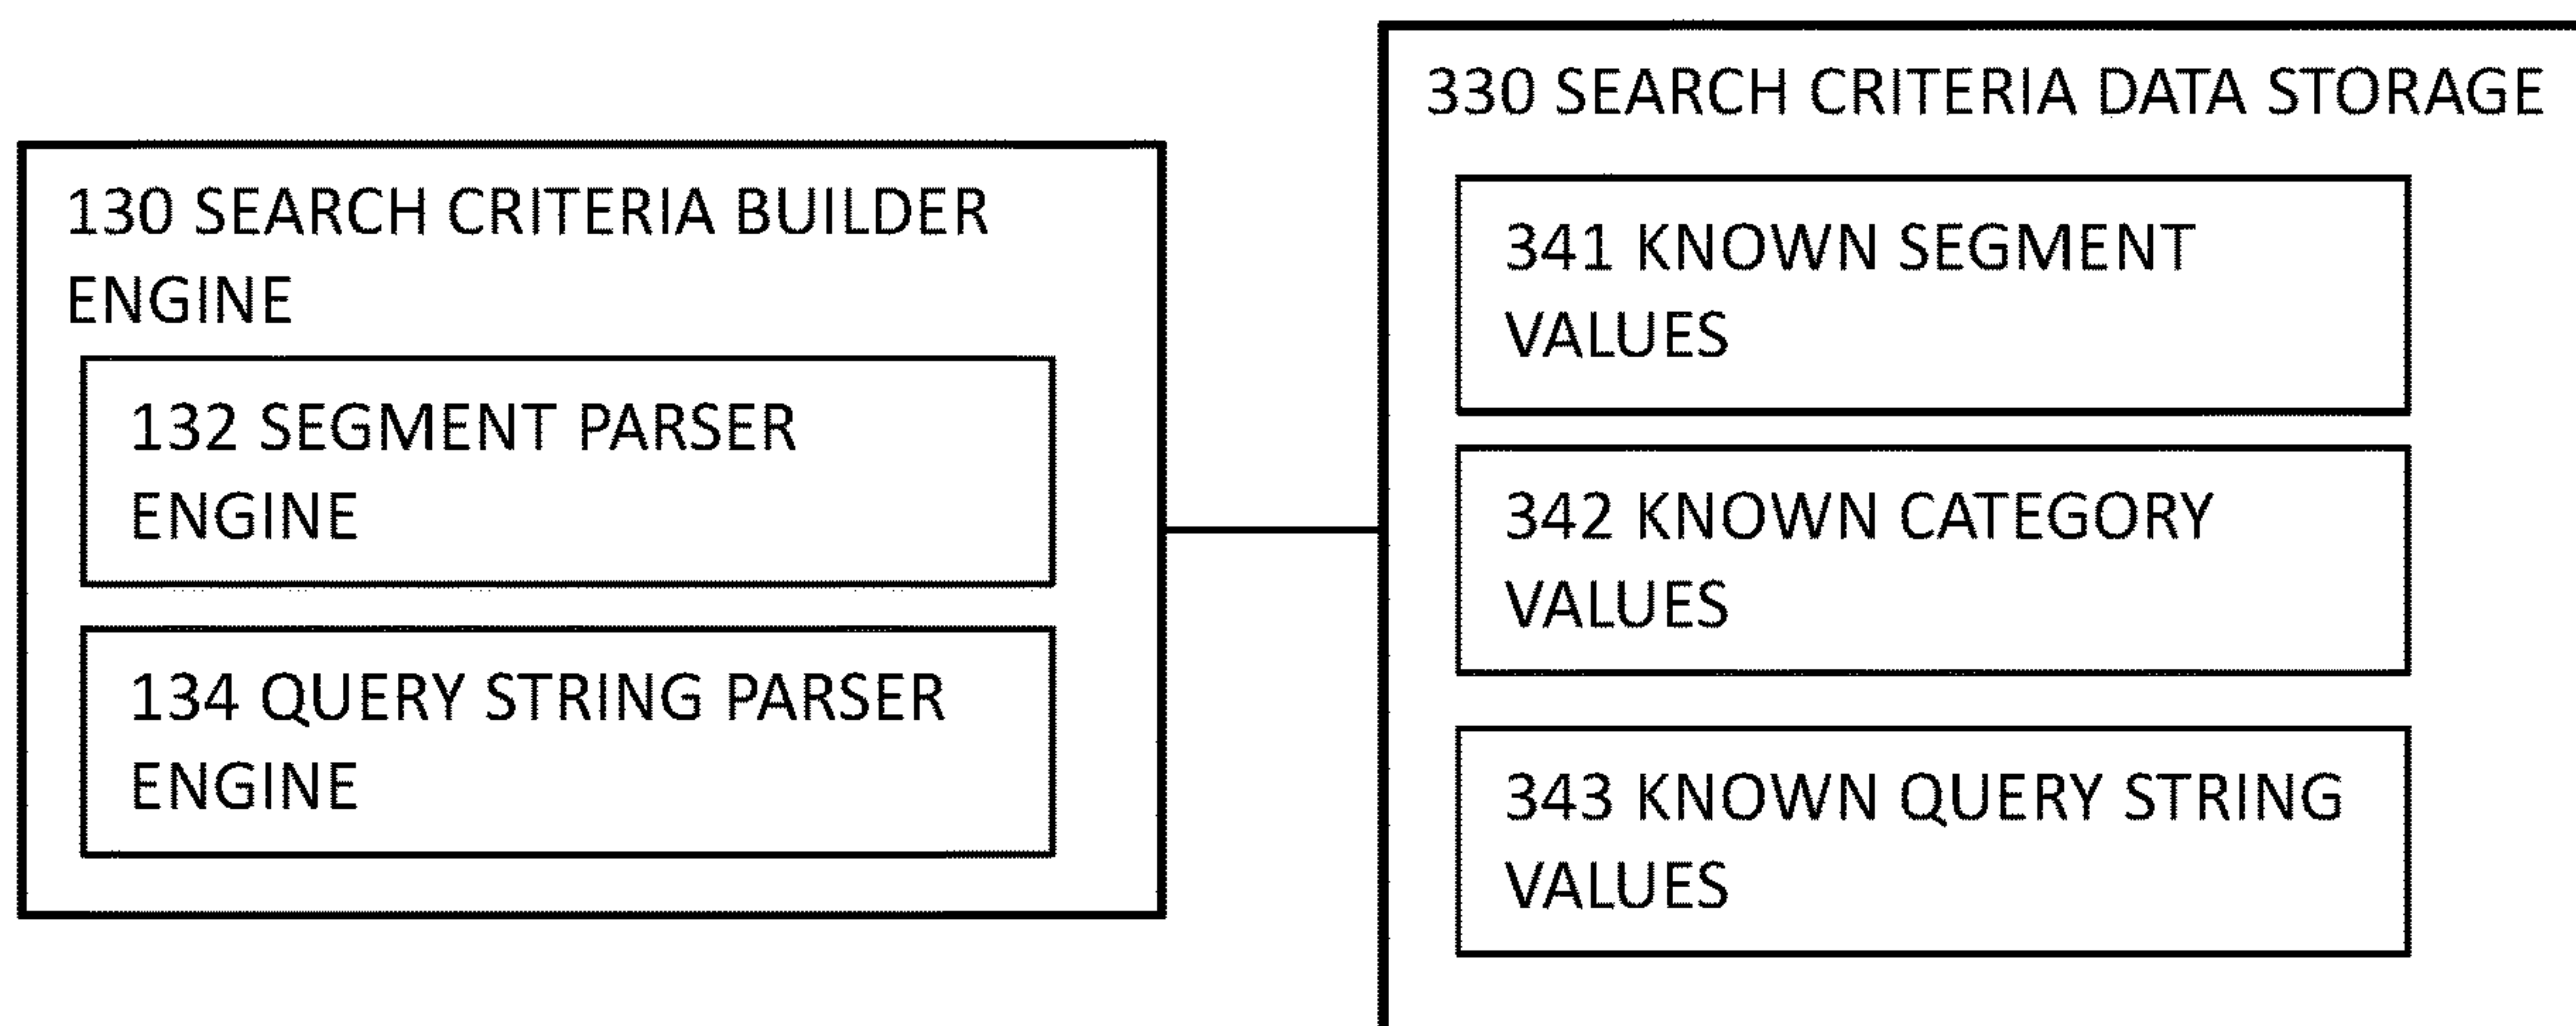 130 SEARCH CRITERIA BUILDER
ENGINE
132 SEGMENT PARSER
ENGINE
134 QUERY STRING PARSER
ENGINE
330 SEARCH CRITERIA DATA STORAGE
341 KNOWN SEGMENT
VALUES
342 KNOWN CATEGORY
VALUES
343 KNOWN QUERY STRING
VALUES